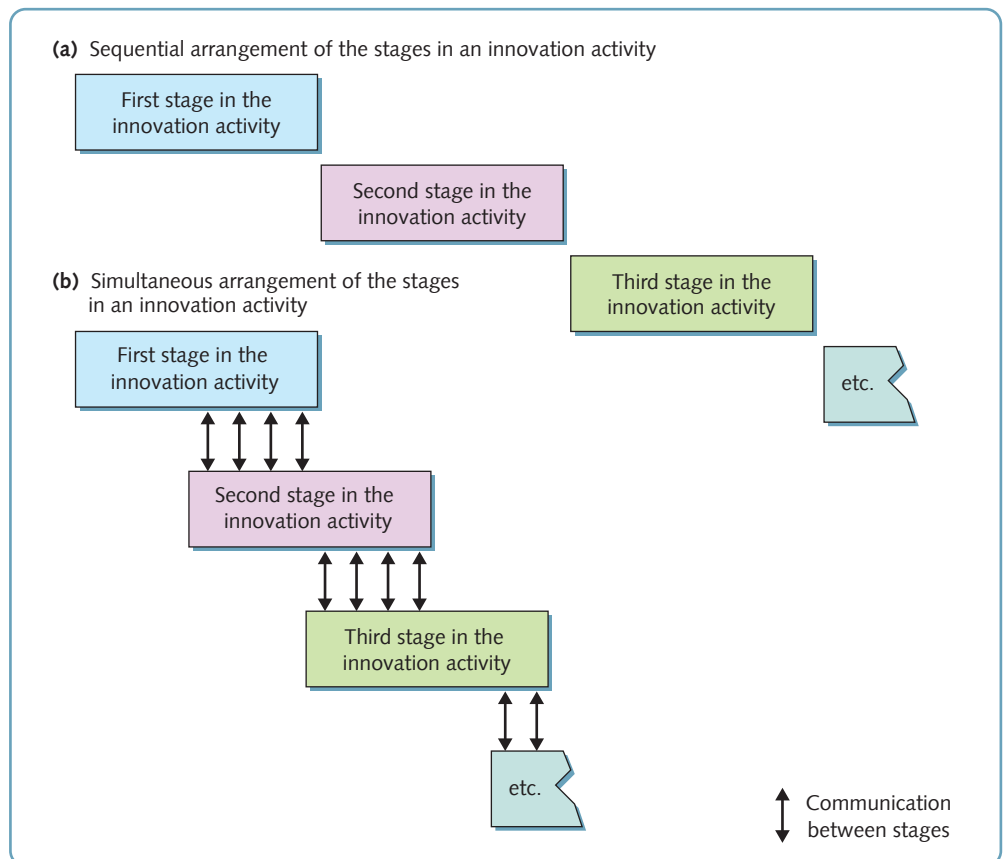 (a) Sequential arrangement of the stages in an innovation activity
First stage in the
innovation activity
Second stage in the
innovation activity
Third stage in the
innovation activity
etc.
(b) Simultaneous arrangement of the stages
in an innovation activity
First stage in the
innovation activity
Second stage in the
innovation activity
Third stage in the
innovation activity
etc.
Communication
between stages